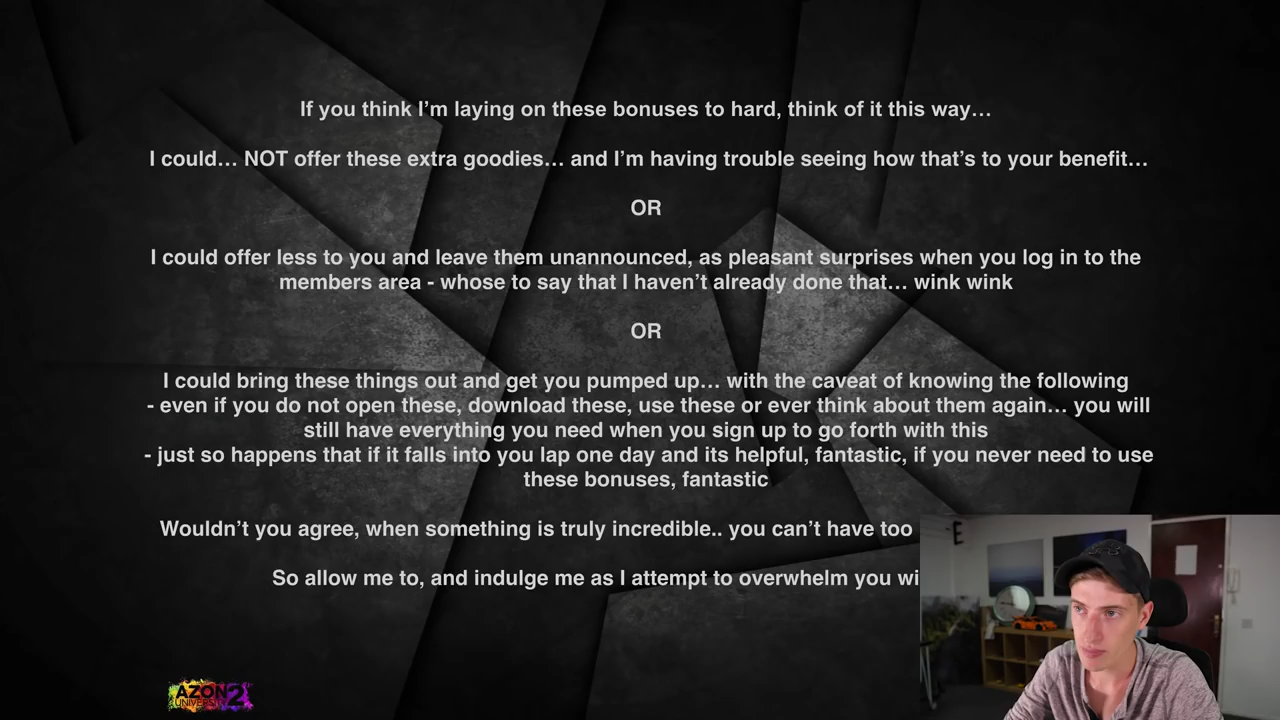 If you think I’m laying on these bonuses to hard, think of it this way…
I could… NOT offer these extra goodies… and I’m having trouble seeing how that’s to your benefit…
OR
I could offer less to you and leave them unannounced, as pleasant surprises when you log in to the
members area - whose to say that I haven’t already done that… wink wink
OR
I could bring these things out and get you pumped up… with the caveat of knowing the following
- even if you do not open these, download these, use these or ever think about them again… you will
still have everything you need when you sign up to go forth with this
- just so happens that if it falls into you lap one day and its helpful, fantastic, if you never need to use
these bonuses, fantastic
Wouldn’t you agree, when something is truly incredible.. you can’t have too
So allow me to, and indulge me as I attempt to overwhelm you wi
AZON 2
UNIVERSITY